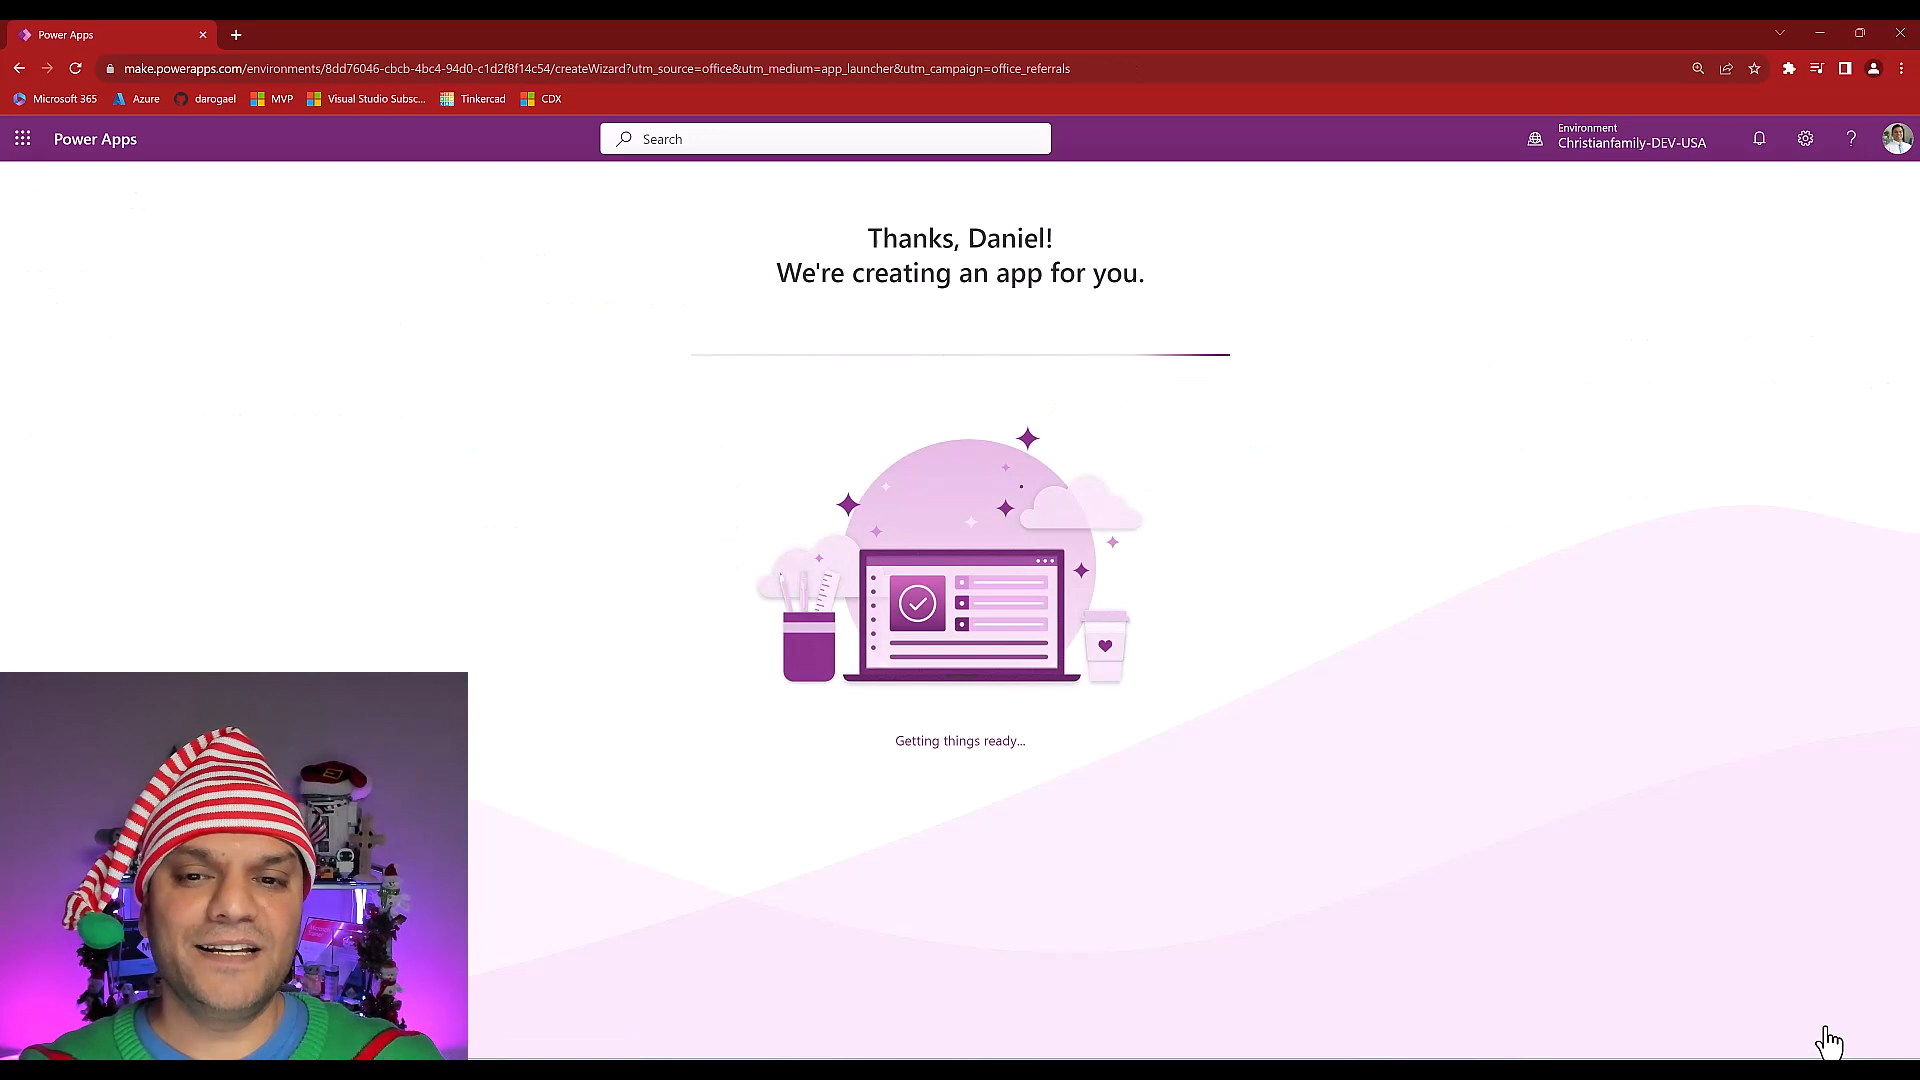 Power Apps
make.powerapps.com/environments/8dd76046-cbcb-4bc4-94d0-c1d2f8f14c54/createWizard?utm_source=office&utm_medium=app_launcher&utm_campaign=office_referrals
Microsoft 365 Azure darogael MVP Visual Studio Subsc... Tinkercad CDX
Power Apps Search Environment
Christianfamily-DEV-USA
Thanks, Daniel!
We're creating an app for you.
Getting things ready...